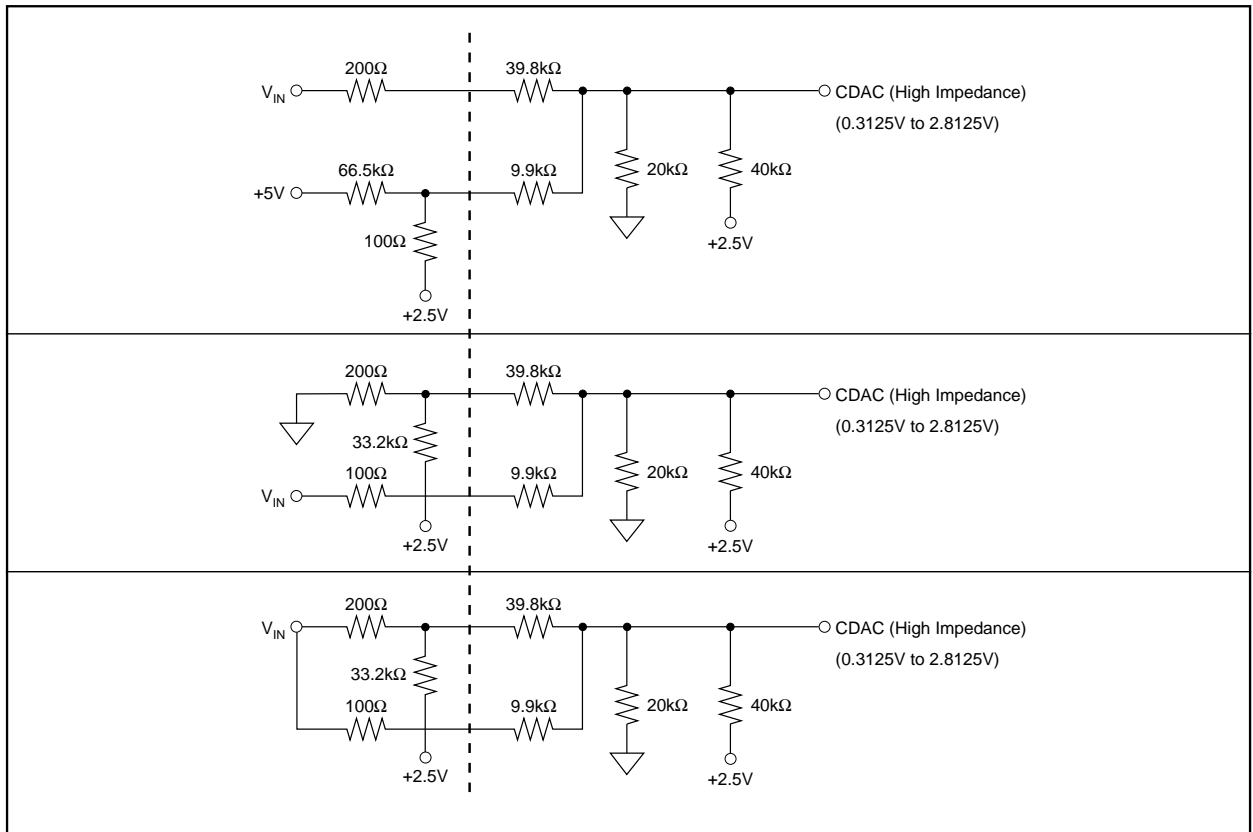 200Ω 39.8kΩ
V_IN CDAC (High Impedance)
(0.3125V to 2.8125V)
66.5kΩ 9.9kΩ 20kΩ 40kΩ
+5V
100Ω
+2.5V
+2.5V
200Ω 39.8kΩ
CDAC (High Impedance)
(0.3125V to 2.8125V)
33.2kΩ
100Ω 9.9kΩ 20kΩ 40kΩ
V_IN
+2.5V +2.5V
200Ω 39.8kΩ
V_IN CDAC (High Impedance)
(0.3125V to 2.8125V)
33.2kΩ
100Ω 9.9kΩ 20kΩ 40kΩ
+2.5V +2.5V